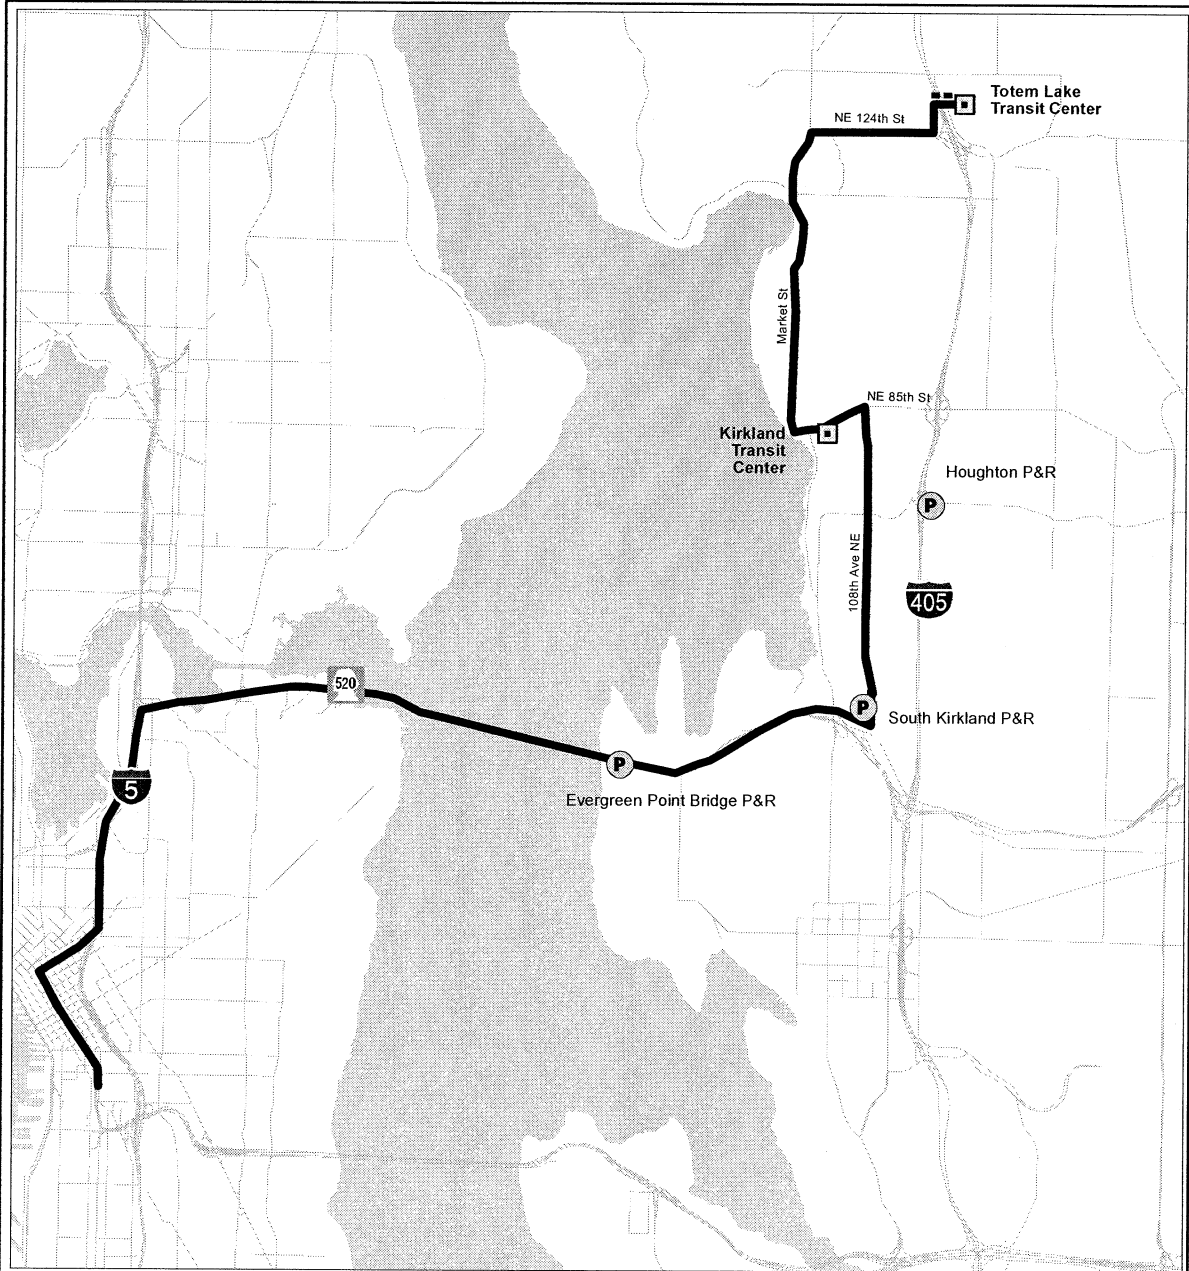 Totem Lake
Transit Center
NE 124th St
Market St
NE 85th St
Kirkland
Transit
Center
Houghton P&R
P
108th Ave NE
405
520
P
South Kirkland P&R
P
5
Evergreen Point Bridge P&R